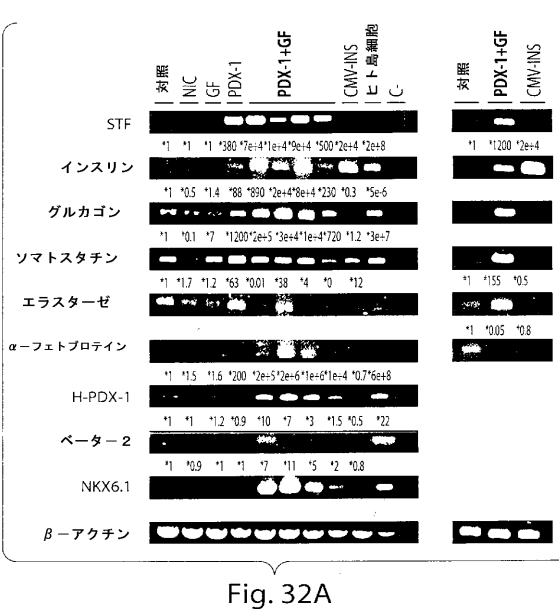 対照 NiC GF PDX-1 PDX-1+GF CMV-INS ヒト島細胞 C-
対照 PDX-1+GF CMV-INS
STF
*1 *1 *1 *380 *7e+4 *1e+4 *9e+4 *500 *2e+4 *2e+8
*1 *1200 *2e+4
インスリン
*1 *0.5 *1.4 *88 *890 *2e+4 *8e+4 *230 *0.3 *5e-6
グルカゴン
*1 *0.1 *7 *1200 *2e+5 *3e+4 *1e+4 *720 *1.2 *3e+7
ソマトスタチン
*1 *1.7 *1.2 *63 *0.01 *38 *4 *0 *12
*1 *155 *0.5
エラスターゼ
*1 *0.05 *0.8
α－フェトプロテイン
*1 *1.5 *1.6 *200 *2e+5 *2e+6 *1e+6 *1e+4 *0.7 *6e+8
H-PDX-1
*1 *1 *1.2 *0.9 *10 *7 *3 *1.5 *0.5 *22
ベーター2
*1 *0.9 *1 *1 *7 *11 *5 *2 *0.8
NKX6.1
β－アクチン
Fig. 32A